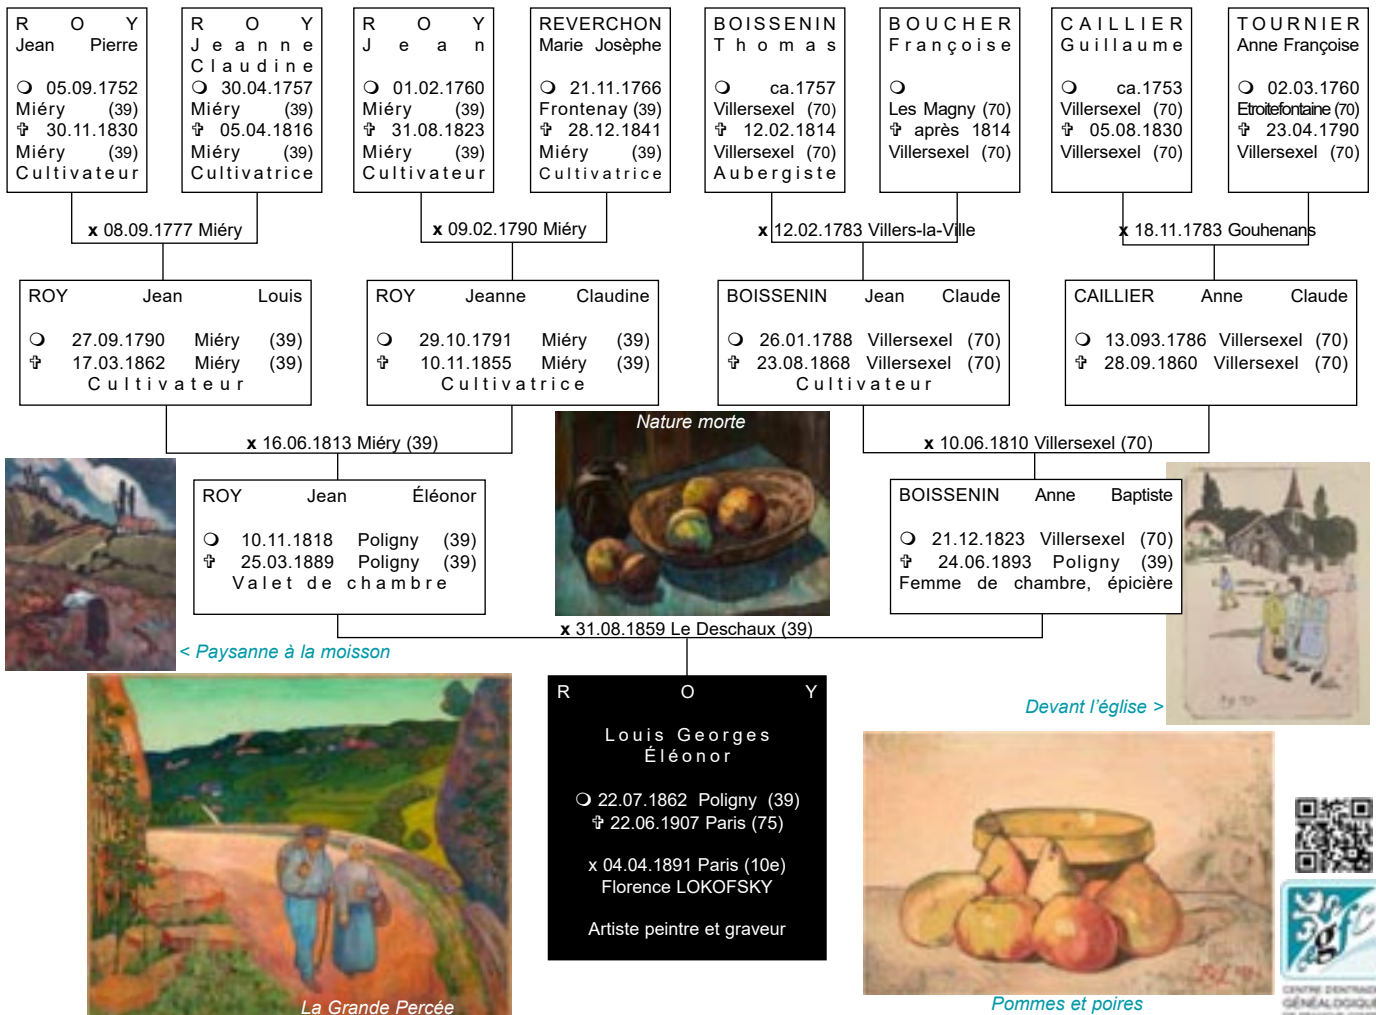 ROY
Jean Pierre
❍ 05.09.1752
Miéry (39)
✞ 30.11.1830
Miéry (39)
Cultivateur
ROY
Jeanne
Claudine
❍ 30.04.1757
Miéry (39)
✞ 05.04.1816
Miéry (39)
Cultivatrice
ROY
Jean
❍ 01.02.1760
Miéry (39)
✞ 31.08.1823
Miéry (39)
Cultivateur
REVERCHON
Marie Josèphe
❍ 21.11.1766
Frontenay (39)
✞ 28.12.1841
Miéry (39)
Cultivatrice
BOISSENIN
Thomas
❍ ca.1757
Villersexel (70)
✞ 12.02.1814
Villersexel (70)
Aubergiste
BOUCHER
Françoise
❍
Les Magny (70)
✞ après 1814
Villersexel (70)
CAILLIER
Guillaume
❍ ca.1753
Villersexel (70)
✞ 05.08.1830
Villersexel (70)
TOURNIER
Anne Françoise
❍ 02.03.1760
Etroitefontaine (70)
✞ 23.04.1790
Villersexel (70)
x 08.09.1777 Miéry
x 09.02.1790 Miéry
x 12.02.1783 Villers-la-Ville
x 18.11.1783 Gouhenans
ROY Jean Louis
❍ 27.09.1790 Miéry (39)
✞ 17.03.1862 Miéry (39)
Cultivateur
ROY Jeanne Claudine
❍ 29.10.1791 Miéry (39)
✞ 10.11.1855 Miéry (39)
Cultivatrice
BOISSENIN Jean Claude
❍ 26.01.1788 Villersexel (70)
✞ 23.08.1868 Villersexel (70)
Cultivateur
CAILLIER Anne Claude
❍ 13.093.1786 Villersexel (70)
✞ 28.09.1860 Villersexel (70)
x 16.06.1813 Miéry (39)
Nature morte
x 10.06.1810 Villersexel (70)
ROY Jean Éléonor
❍ 10.11.1818 Poligny (39)
✞ 25.03.1889 Poligny (39)
Valet de chambre
BOISSENIN Anne Baptiste
❍ 21.12.1823 Villersexel (70)
✞ 24.06.1893 Poligny (39)
Femme de chambre, épicière
x 31.08.1859 Le Deschaux (39)
< Paysanne à la moisson
Devant l'église >
ROY
Louis Georges
Éléonor
❍ 22.07.1862 Poligny (39)
✞ 22.06.1907 Paris (75)
x 04.04.1891 Paris (10e)
Florence LOKOFSKY
Artiste peintre et graveur
La Grande Percée
Pommes et poires
CENTRE D'ENTRAIDE
GÉNÉALOGIQUE